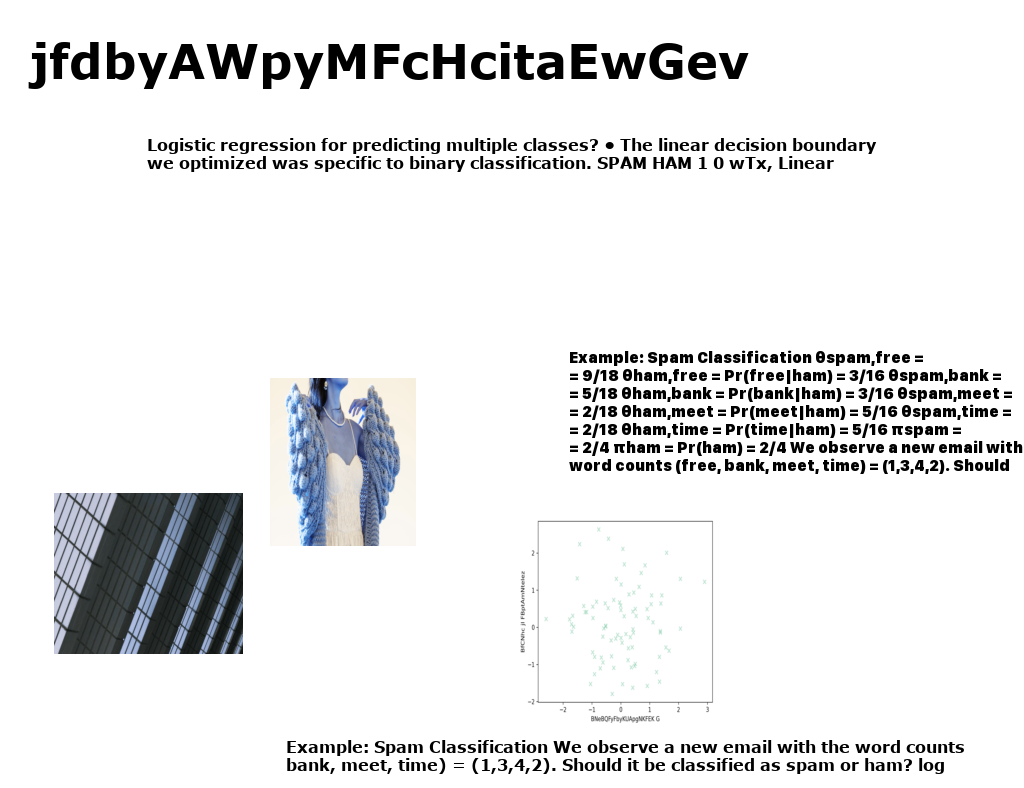 jfdbyAWpyMFcHcitaEwGev
Logistic regression for predicting multiple classes? • The linear decision boundary
we optimized was specific to binary classification. SPAM HAM 1 0 wTx, Linear
Example: Spam Classification θspam,free =
= 9/18 θham,free = Pr(free|ham) = 3/16 θspam,bank =
= 5/18 θham,bank = Pr(bank|ham) = 3/16 θspam,meet =
= 2/18 θham,meet = Pr(meet|ham) = 5/16 θspam,time =
= 2/18 θham,time = Pr(time|ham) = 5/16 πspam =
= 2/4 πham = Pr(ham) = 2/4 We observe a new email with
word counts (free, bank, meet, time) = (1,3,4,2). Should
2
1
0
−1
−2
−2 −1 0 1 2 3
Example: Spam Classification We observe a new email with the word counts
bank, meet, time) = (1,3,4,2). Should it be classified as spam or ham? log